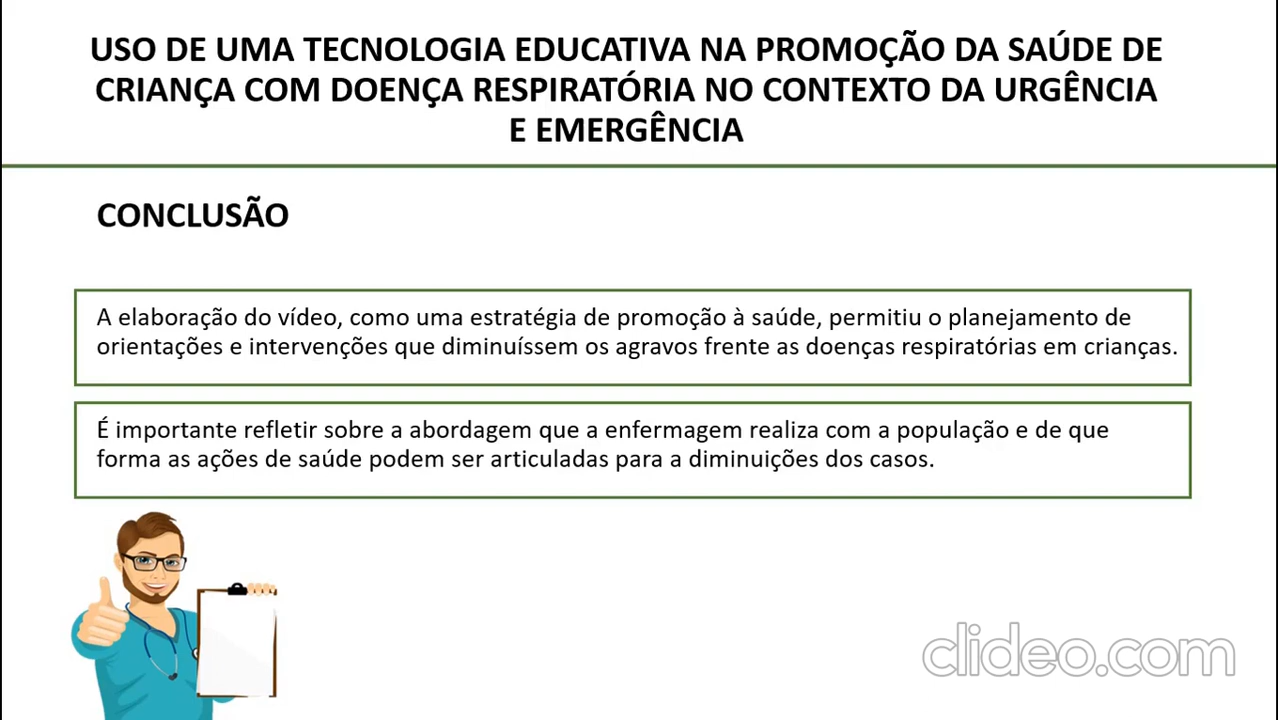 USO DE UMA TECNOLOGIA EDUCATIVA NA PROMOÇÃO DA SAÚDE DE
CRIANÇA COM DOENÇA RESPIRATÓRIA NO CONTEXTO DA URGÊNCIA
E EMERGÊNCIA
CONCLUSÃO
A elaboração do vídeo, como uma estratégia de promoção à saúde, permitiu o planejamento de
orientações e intervenções que diminuíssem os agravos frente as doenças respiratórias em crianças.
É importante refletir sobre a abordagem que a enfermagem realiza com a população e de que
forma as ações de saúde podem ser articuladas para a diminuições dos casos.
clideo.com